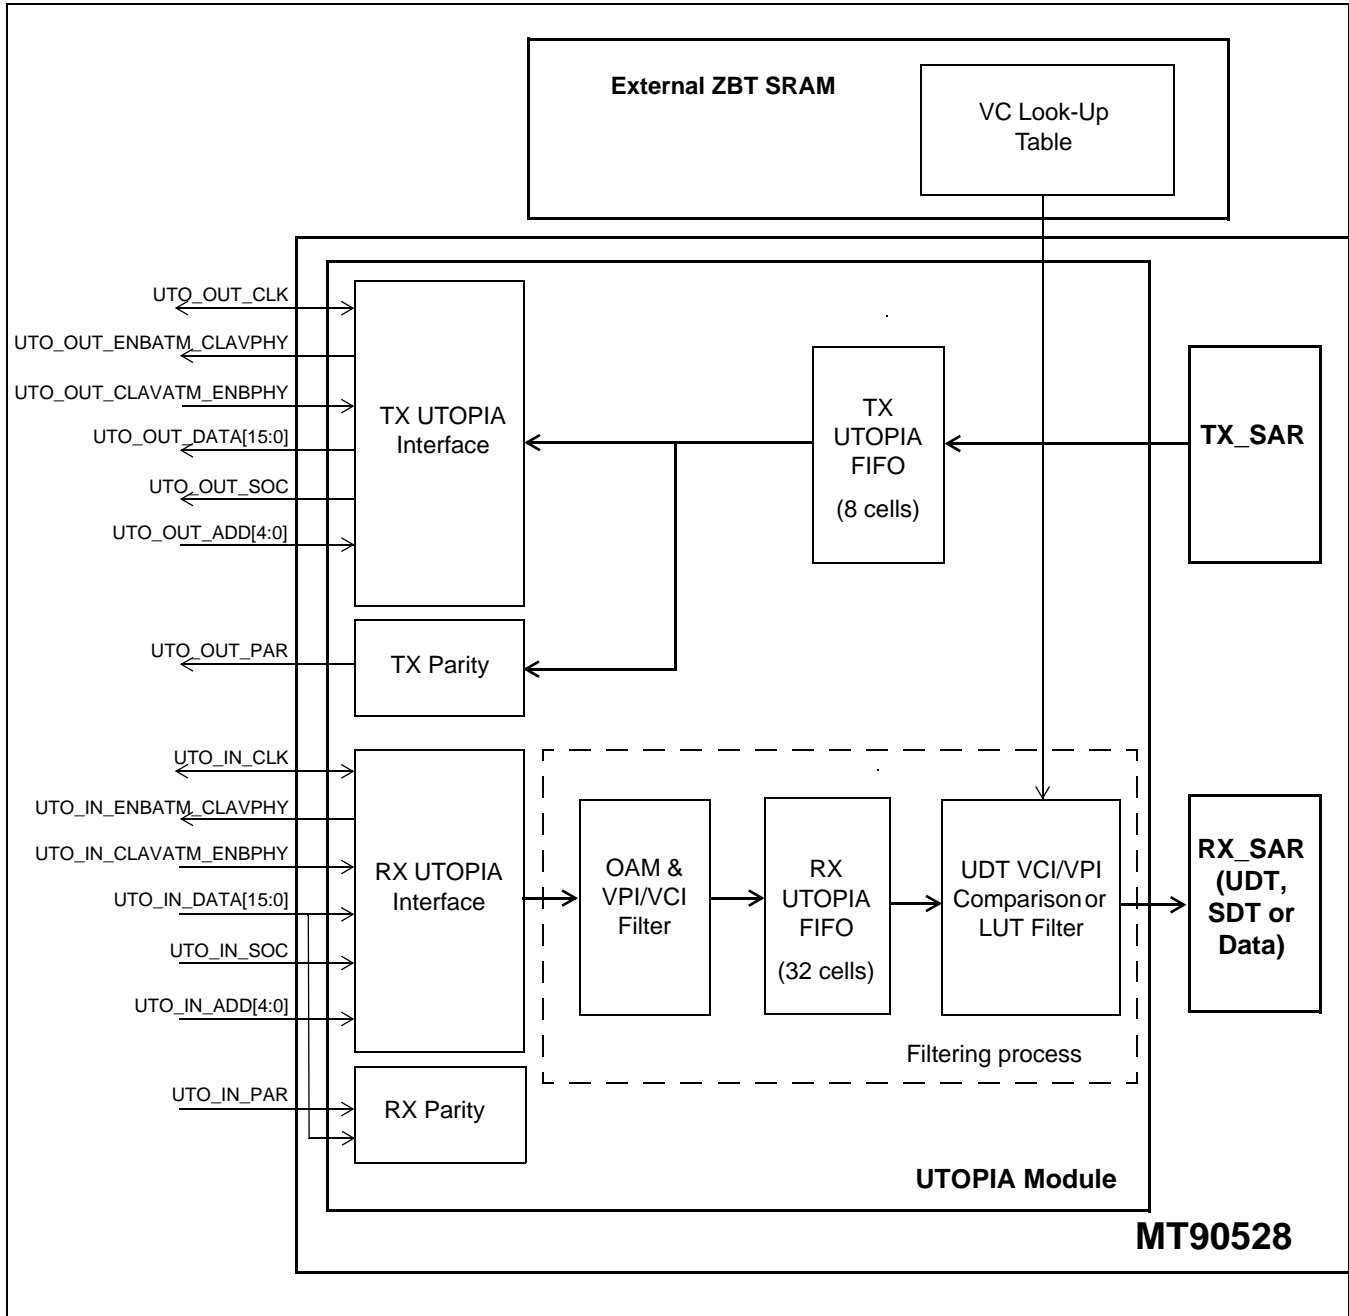 External ZBT SRAM
VC Look-Up
Table
UTO_OUT_CLK
UTO_OUT_ENBATM_CLAVPHY
UTO_OUT_CLAVATM_ENBPHY
UTO_OUT_DATA[15:0]
UTO_OUT_SOC
UTO_OUT_ADD[4:0]
TX UTOPIA
Interface
TX
UTOPIA
FIFO
(8 cells)
TX_SAR
UTO_OUT_PAR
TX Parity
UTO_IN_CLK
UTO_IN_ENBATM_CLAVPHY
UTO_IN_CLAVATM_ENBPHY
UTO_IN_DATA[15:0]
UTO_IN_SOC
UTO_IN_ADD[4:0]
RX UTOPIA
Interface
OAM &
VPI/VCI
Filter
RX
UTOPIA
FIFO
(32 cells)
UDT VCI/VPI
Comparison or
LUT Filter
RX_SAR
(UDT,
SDT or
Data)
Filtering process
UTO_IN_PAR
RX Parity
UTOPIA Module
MT90528